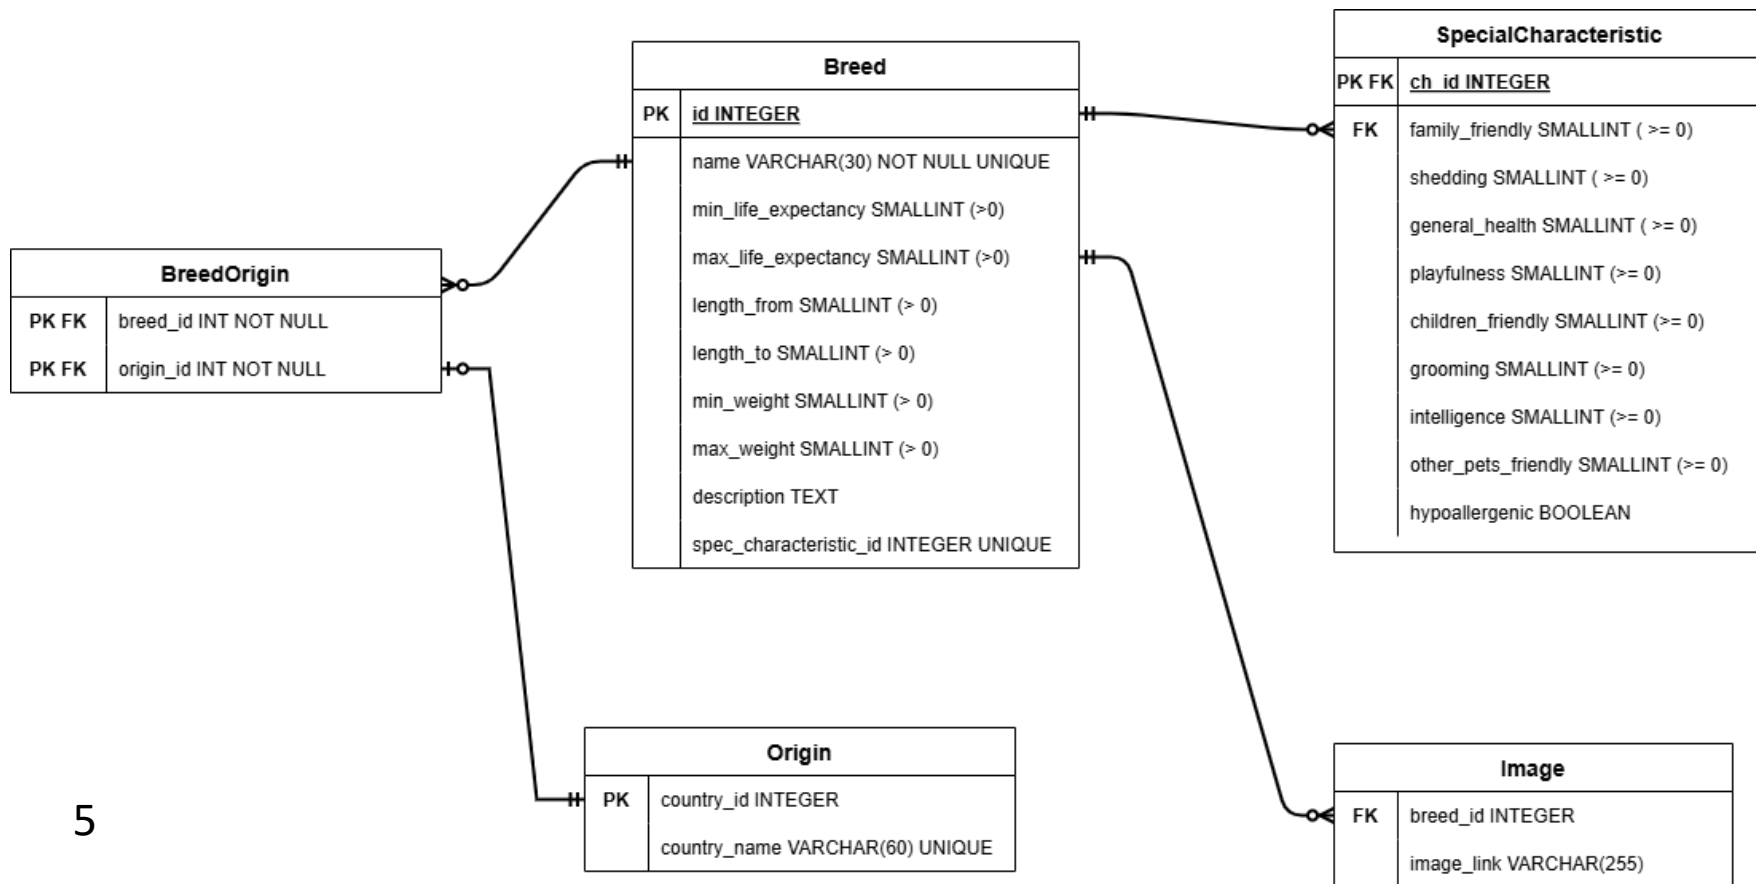 Breed
PK id INTEGER
name VARCHAR(30) NOT NULL UNIQUE
min_life_expectancy SMALLINT (>0)
max_life_expectancy SMALLINT (>0)
length_from SMALLINT (> 0)
length_to SMALLINT (> 0)
min_weight SMALLINT (> 0)
max_weight SMALLINT (> 0)
description TEXT
spec_characteristic_id INTEGER UNIQUE
SpecialCharacteristic
PK FK ch_id INTEGER
FK family_friendly SMALLINT ( >= 0)
shedding SMALLINT ( >= 0)
general_health SMALLINT ( >= 0)
playfulness SMALLINT (>= 0)
children_friendly SMALLINT (>= 0)
grooming SMALLINT (>= 0)
intelligence SMALLINT (>= 0)
other_pets_friendly SMALLINT (>= 0)
hypoallergenic BOOLEAN
BreedOrigin
PK FK breed_id INT NOT NULL
PK FK origin_id INT NOT NULL
Origin
PK country_id INTEGER
country_name VARCHAR(60) UNIQUE
Image
FK breed_id INTEGER
image_link VARCHAR(255)
5